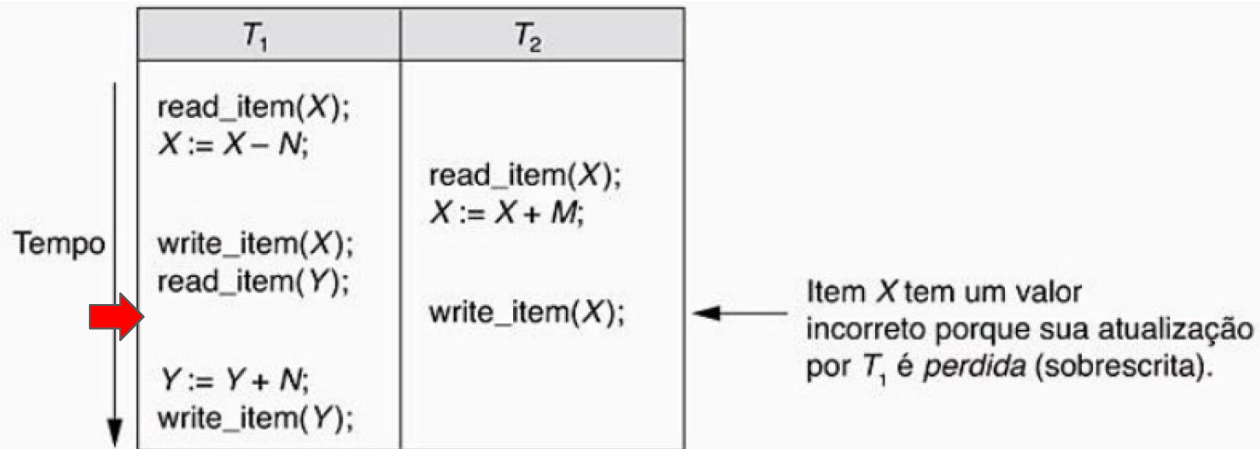 T₁ T₂
read_item(X);
X := X – N;
read_item(X);
X := X + M;
Tempo
write_item(X);
read_item(Y);
write_item(X);
Item X tem um valor
incorreto porque sua atualização
por T₁ é perdida (sobrescrita).
Y := Y + N;
write_item(Y);